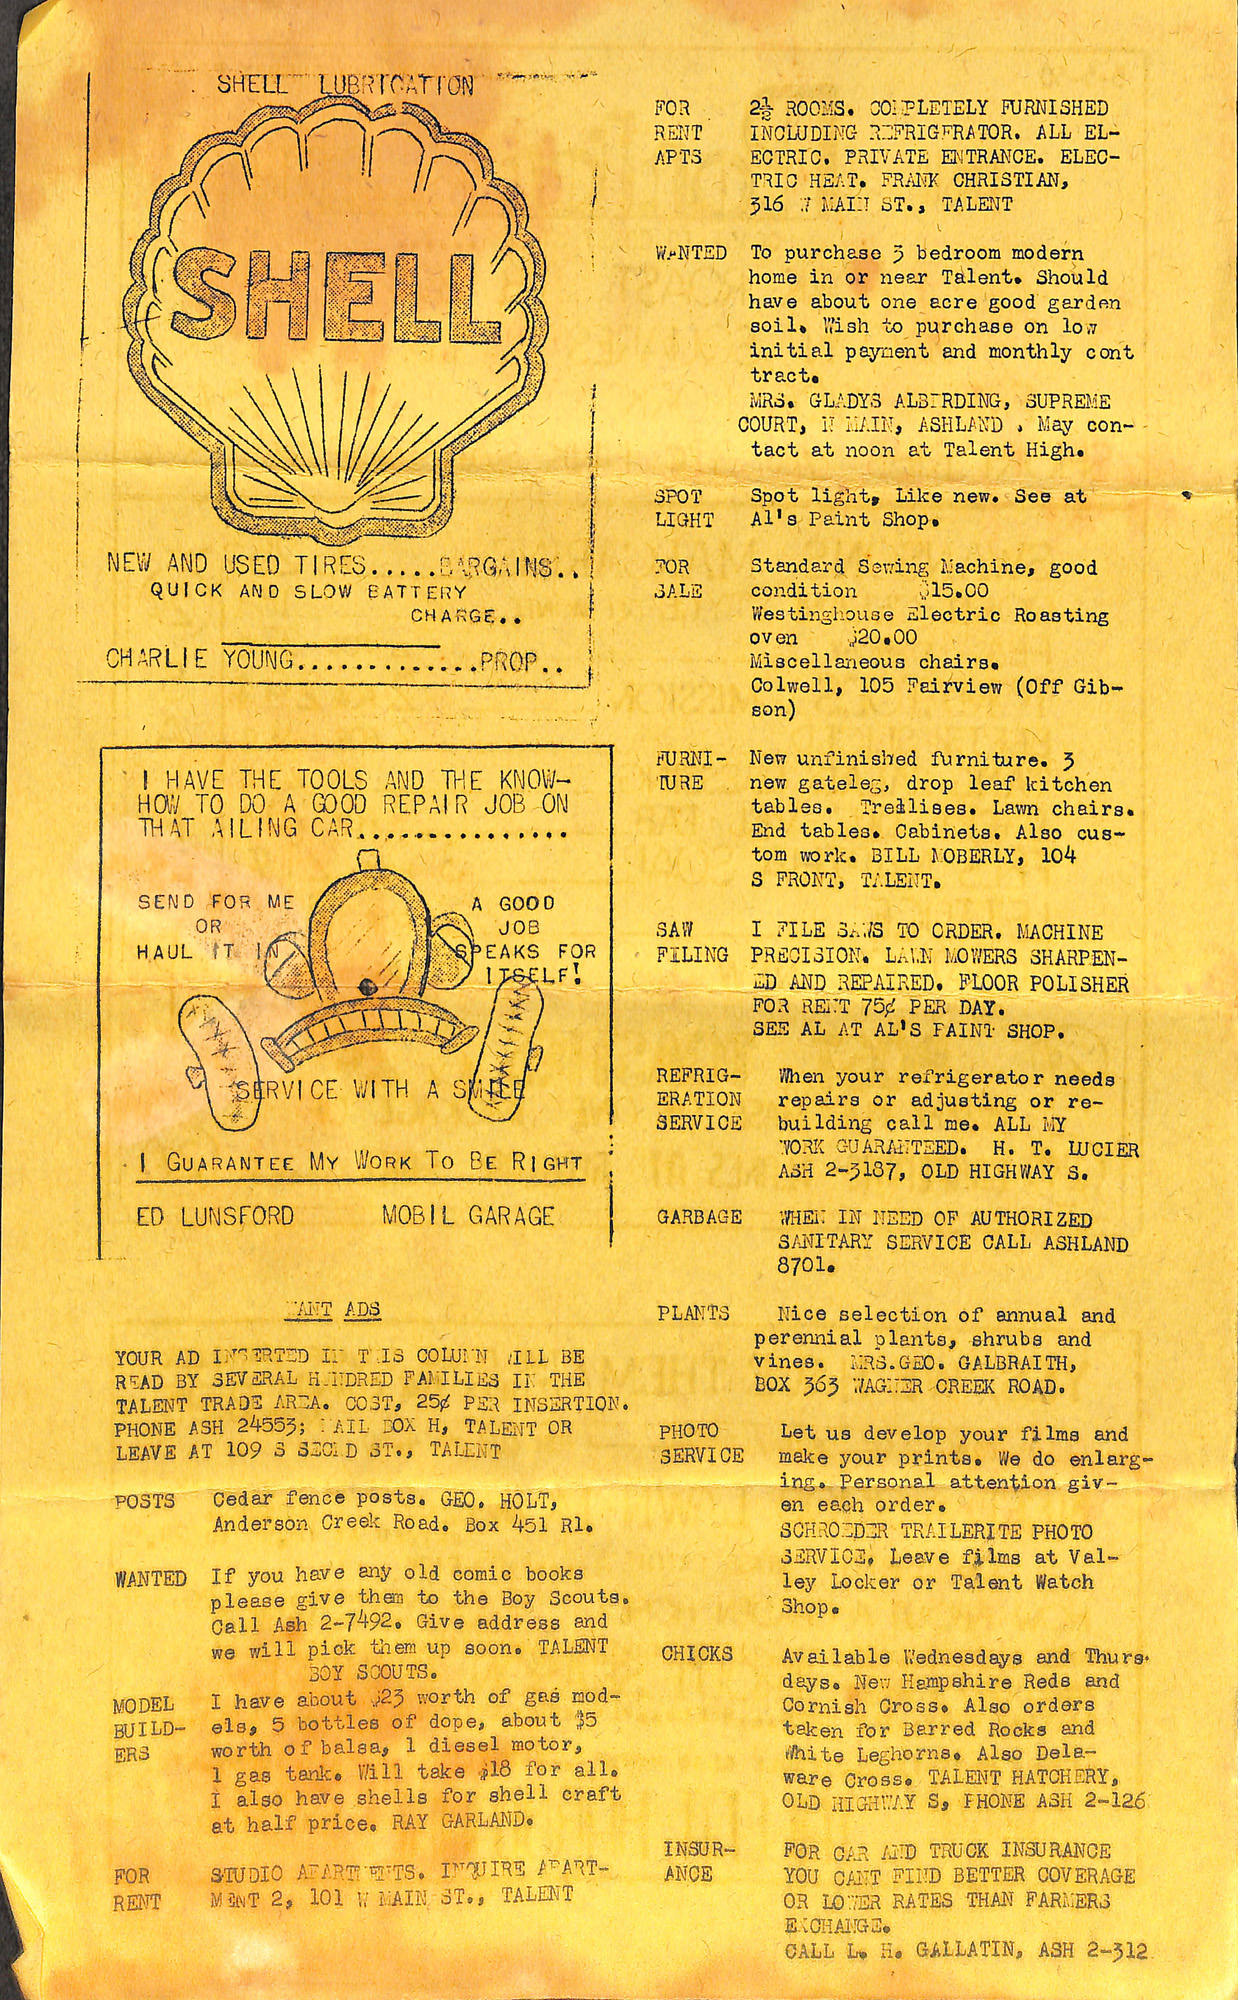 SHELL LUBRICATION
SHELL
NEW AND USED TIRES.....BARGAINS..
QUICK AND SLOW BATTERY
CHARGE..
CHARLIE YOUNG.............PROP..
I HAVE THE TOOLS AND THE KNOW-
HOW TO DO A GOOD REPAIR JOB ON
THAT AILING CAR...............
SEND FOR ME
OR
HAUL IT IN
A GOOD
JOB
SPEAKS FOR
ITSELF!
SERVICE WITH A SMILE
I GUARANTEE MY WORK TO BE RIGHT
ED LUNSFORD MOBIL GARAGE
WANT ADS
YOUR AD INSERTED IN THIS COLUMN WILL BE
READ BY SEVERAL HUNDRED FAMILIES IN THE
TALENT TRADE AREA. COST, 25¢ PER INSERTION.
PHONE ASH 24553; MAIL BOX H, TALENT OR
LEAVE AT 109 S SECOND ST., TALENT
POSTS Cedar fence posts. GEO. HOLT,
Anderson Creek Road. Box 451 R1.
WANTED If you have any old comic books
please give them to the Boy Scouts.
Call Ash 2-7492. Give address and
we will pick them up soon. TALENT
BOY SCOUTS.
MODEL I have about $23 worth of gas mod-
BUILD- els, 5 bottles of dope, about $5
ERS worth of balsa, 1 diesel motor,
1 gas tank. Will take $18 for all.
I also have shells for shell craft
at half price. RAY GARLAND.
FOR STUDIO APARTMENTS. INQUIRE APART-
RENT MENT 2, 101 W MAIN ST., TALENT
FOR 2½ ROOMS. COMPLETELY FURNISHED
RENT INCLUDING REFRIGERATOR. ALL EL-
APTS ECTRIC. PRIVATE ENTRANCE. ELEC-
TRIC HEAT. FRANK CHRISTIAN,
316 W MAIN ST., TALENT
WANTED To purchase 3 bedroom modern
home in or near Talent. Should
have about one acre good garden
soil. Wish to purchase on low
initial payment and monthly cont
tract.
MRS. GLADYS ALBERDING, SUPREME
COURT, N MAIN, ASHLAND . May con-
tact at noon at Talent High.
SPOT Spot light, Like new. See at
LIGHT Al's Paint Shop.
FOR Standard Sewing Machine, good
SALE condition $15.00
Westinghouse Electric Roasting
oven $20.00
Miscellaneous chairs.
Colwell, 105 Fairview (Off Gib-
son)
FURNI- New unfinished furniture. 3
TURE new gateleg, drop leaf kitchen
tables. Trellises. Lawn chairs.
End tables. Cabinets. Also cus-
tom work. BILL MOBERLY, 104
S FRONT, TALENT.
SAW I FILE SAWS TO ORDER. MACHINE
FILING PRECISION. LAWN MOWERS SHARPEN-
ED AND REPAIRED. FLOOR POLISHER
FOR RENT 75¢ PER DAY.
SEE AL AT AL'S PAINT SHOP.
REFRIG- When your refrigerator needs
ERATION repairs or adjusting or re-
SERVICE building call me. ALL MY
WORK GUARANTEED. H. T. LUCIER
ASH 2-3187, OLD HIGHWAY S.
GARBAGE WHEN IN NEED OF AUTHORIZED
SANITARY SERVICE CALL ASHLAND
8701.
PLANTS Nice selection of annual and
perennial plants, shrubs and
vines. MRS.GEO. GALBRAITH,
BOX 363 WAGNER CREEK ROAD.
PHOTO Let us develop your films and
SERVICE make your prints. We do enlarg-
ing. Personal attention giv-
en each order.
SCHROEDER TRAILERITE PHOTO
SERVICE. Leave films at Val-
ley Locker or Talent Watch
Shop.
CHICKS Available Wednesdays and Thurs-
days. New Hampshire Reds and
Cornish Cross. Also orders
taken for Barred Rocks and
White Leghorns. Also Dela-
ware Cross. TALENT HATCHERY,
OLD HIGHWAY S, PHONE ASH 2-126
INSUR- FOR CAR AND TRUCK INSURANCE
ANCE YOU CANT FIND BETTER COVERAGE
OR LOWER RATES THAN FARMERS
EXCHANGE.
CALL L. H. GALLATIN, ASH 2-312